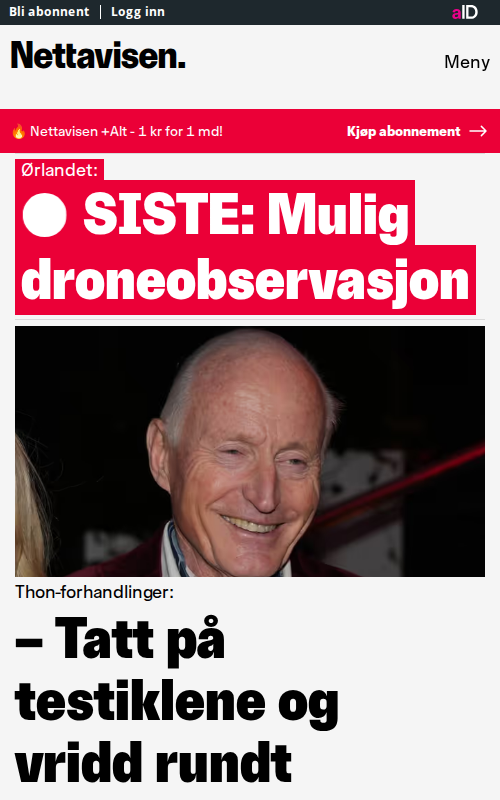 Bli abonnent | Logg inn
aID
Nettavisen.
Meny
🔥 Nettavisen +Alt - 1 kr for 1 md!
Kjøp abonnement →
Ørlandet:
● SISTE: Mulig
droneobservasjon
Thon-forhandlinger:
– Tatt på
testiklene og
vridd rundt